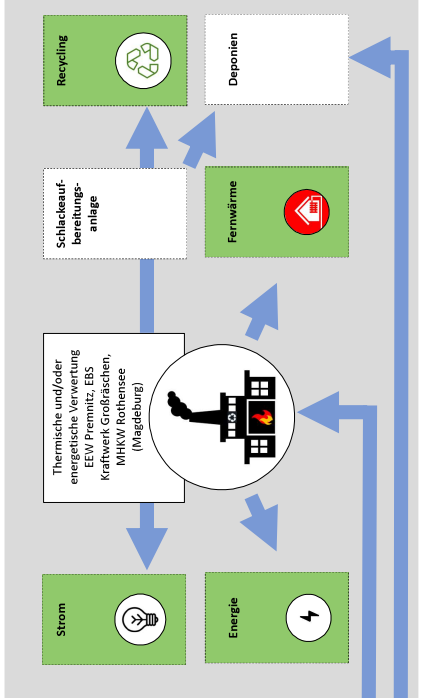 Strom
Energie
Thermische und/oder
energetische Verwertung
EEW Premnitz, EBS
Kraftwerk Großräschen,
MHKW Rothensee
(Magdeburg)
Schlackeauf-
bereitungs-
anlage
Fernwärme
Recycling
Deponien